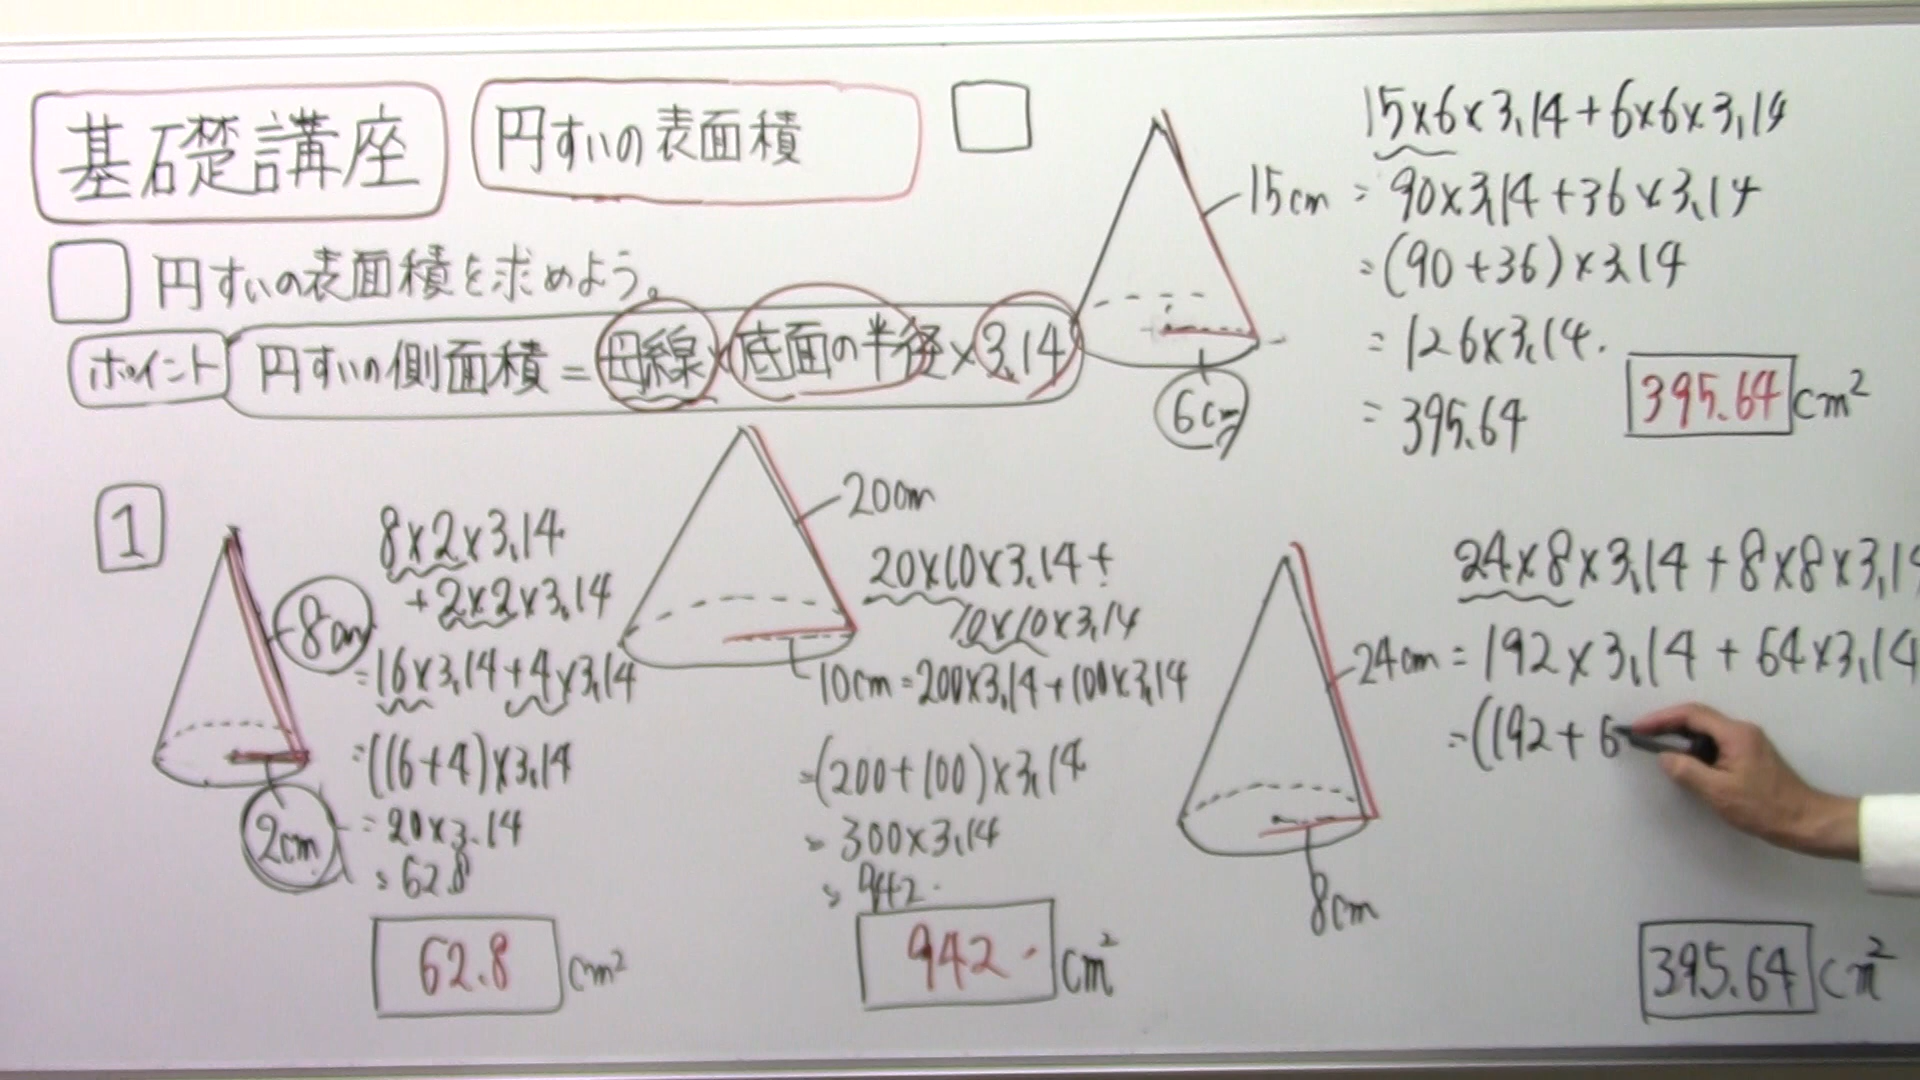 基礎講座
円すいの表面積
円すいの表面積を求めよう。
ポイント
円すいの側面積=母線×底面の半径×3.14
15cm
6cm
15×6×3.14+6×6×3.14
=90×3.14+36×3.14
=(90+36)×3.14
=126×3.14.
=395.64
395.64cm²
1
8cm
2cm
8×2×3.14
+2×2×3.14
=16×3.14+4×3.14
=(16+4)×3.14
=20×3.14
=62.8
62.8cm²
20cm
10cm
20×10×3.14+
10×10×3.14
=200×3.14+100×3.14
=(200+100)×3.14
=300×3.14
=942.
942.cm²
24cm
8cm
24×8×3.14+8×8×3.14
=192×3.14+64×3.14
=(192+6
395.64cm²